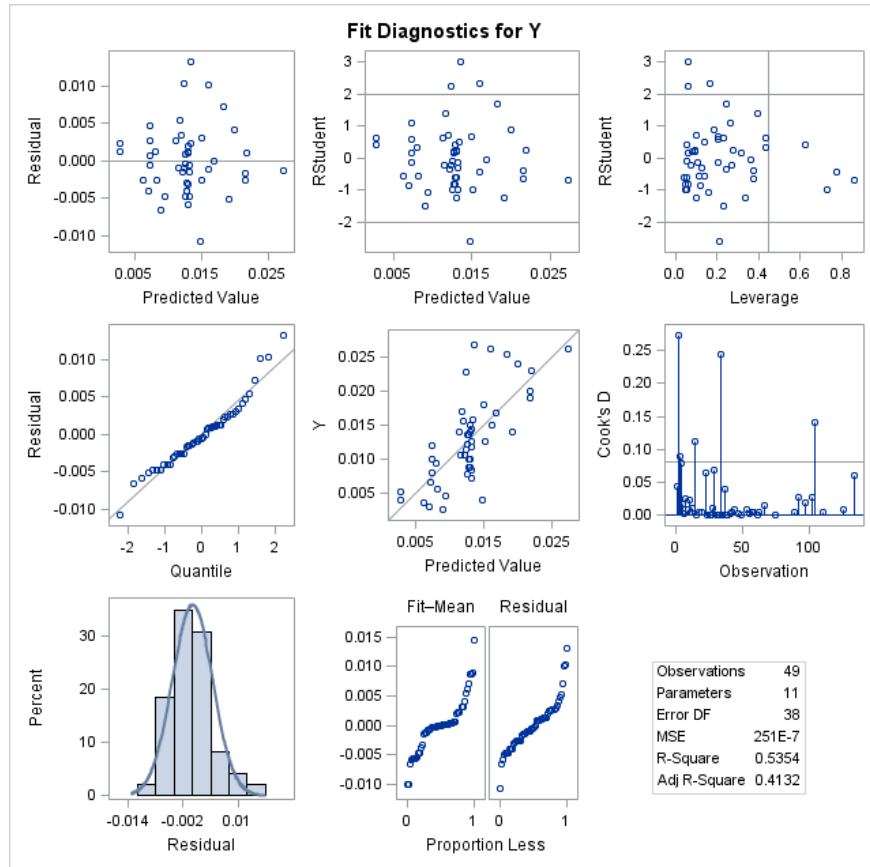 Fit Diagnostics for Y
Residual
0.010
0.005
0.000
-0.005
-0.010
0.005 0.015 0.025
Predicted Value
RStudent
3
2
1
0
-1
-2
0.005 0.015 0.025
Predicted Value
RStudent
3
2
1
0
-1
-2
0.0 0.2 0.4 0.6 0.8
Leverage
Residual
0.010
0.005
0.000
-0.005
-0.010
-2 -1 0 1 2
Quantile
Y
0.025
0.020
0.015
0.010
0.005
0.005 0.015 0.025
Predicted Value
Cook's D
0.25
0.20
0.15
0.10
0.05
0.00
0 50 100
Observation
Percent
30
20
10
0
-0.014 -0.002 0.01
Residual
Fit–Mean Residual
0.015
0.010
0.005
0.000
-0.005
-0.010
0 1 0 1
Proportion Less
Observations 49
Parameters 11
Error DF 38
MSE 251E-7
R-Square 0.5354
Adj R-Square 0.4132